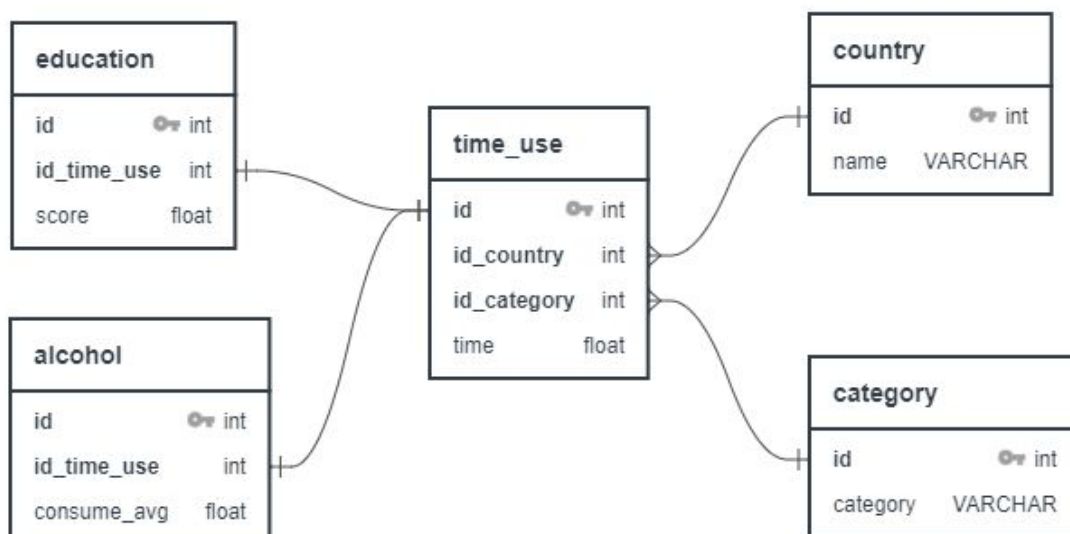 education
id int
id_time_use int
score float
alcohol
id int
id_time_use int
consume_avg float
time_use
id int
id_country int
id_category int
time float
country
id int
name VARCHAR
category
id int
category VARCHAR